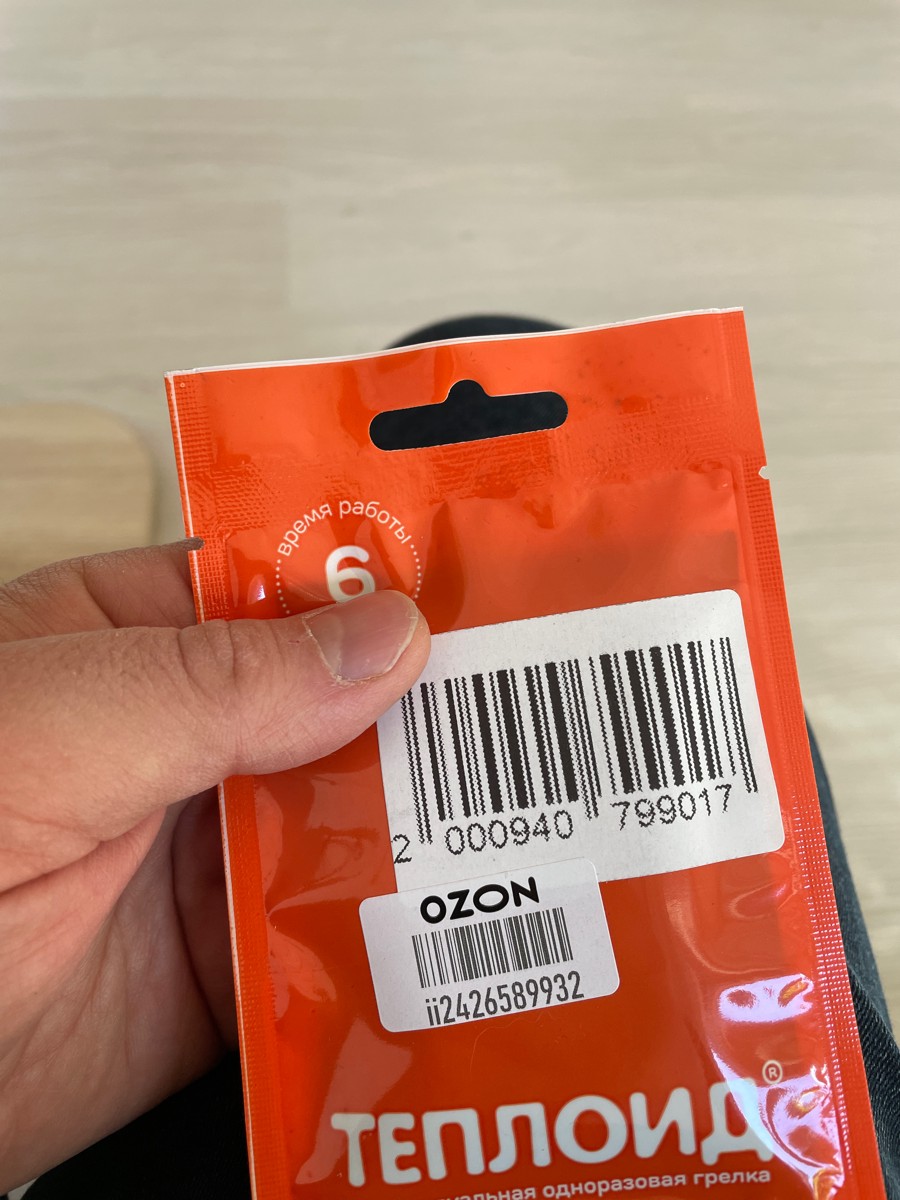 время работы
6
2 000940 799017
OZON
ii2426589932
ТЕПЛОИД®
одноразовая грелка